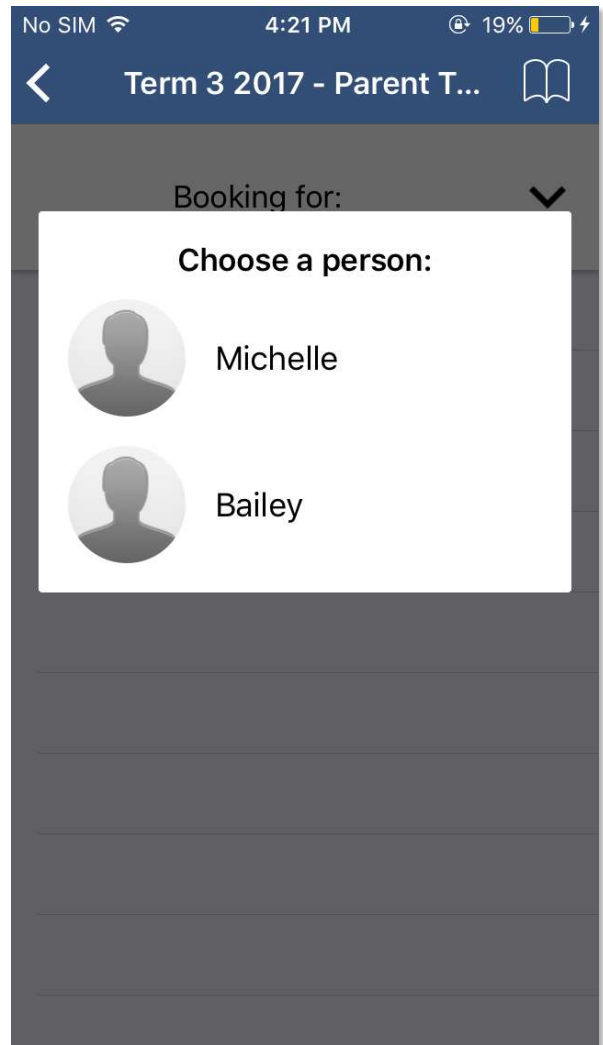 No SIM 4:21 PM 19%
Term 3 2017 - Parent T...
Booking for:
Choose a person:
Michelle
Bailey